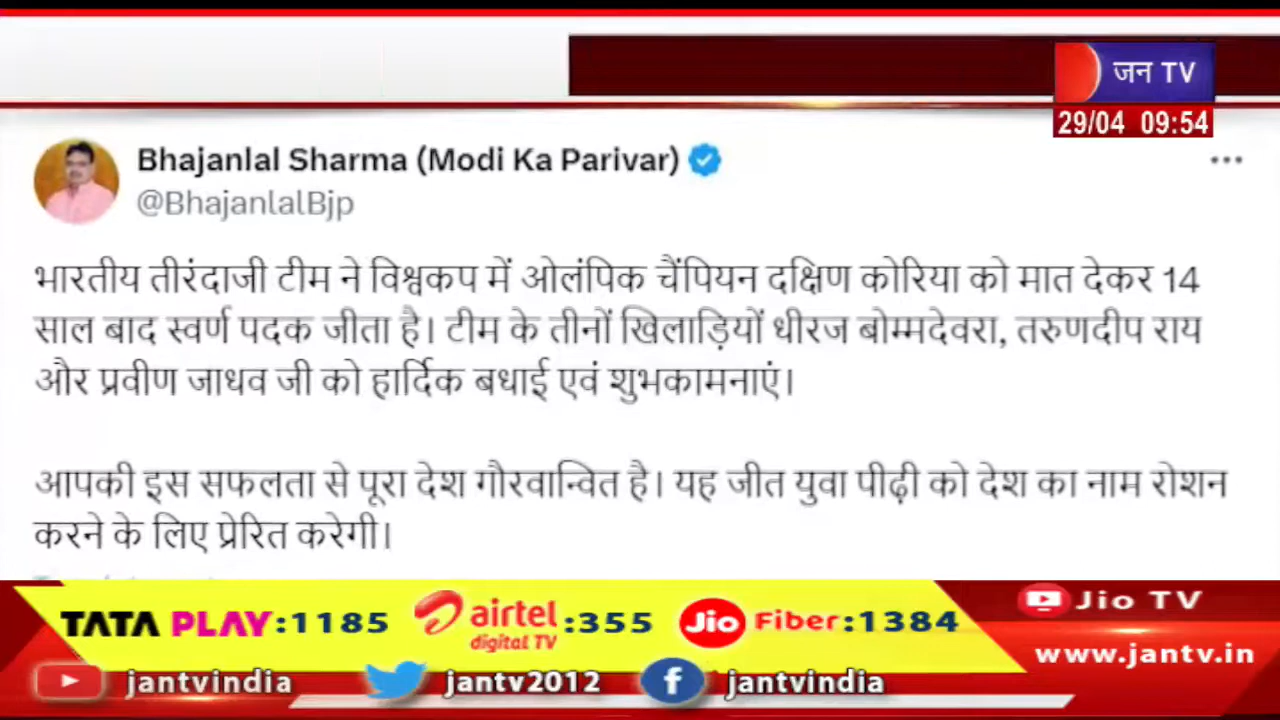 जन TV
29/04 09:54
Bhajanlal Sharma (Modi Ka Parivar)
@BhajanlalBjp
भारतीय तीरंदाजी टीम ने विश्वकप में ओलंपिक चैंपियन दक्षिण कोरिया को मात देकर 14
साल बाद स्वर्ण पदक जीता है। टीम के तीनों खिलाड़ियों धीरज बोम्मदेवरा, तरुणदीप राय
और प्रवीण जाधव जी को हार्दिक बधाई एवं शुभकामनाएं।
आपकी इस सफलता से पूरा देश गौरवान्वित है। यह जीत युवा पीढ़ी को देश का नाम रोशन
करने के लिए प्रेरित करेगी।
TATA PLAY:1185 airtel digital TV:355 Jio Fiber:1384
Jio TV
www.jantv.in
jantvindia jantv2012 jantvindia